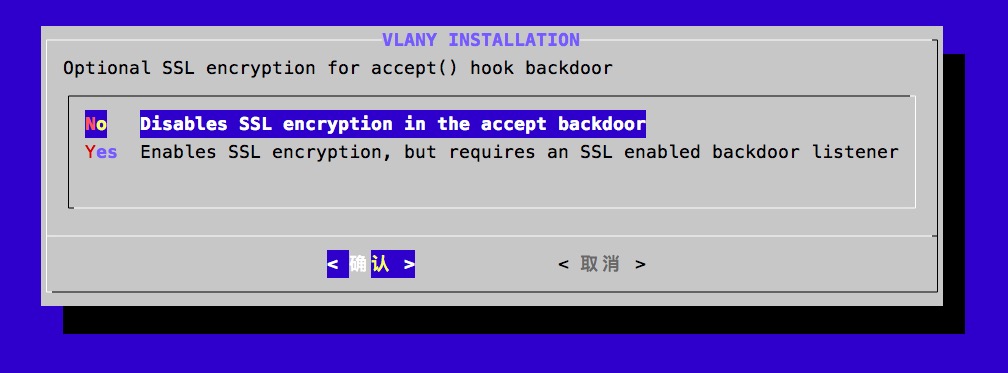 VLANY INSTALLATION
Optional SSL encryption for accept() hook backdoor
No Disables SSL encryption in the accept backdoor
Yes Enables SSL encryption, but requires an SSL enabled backdoor listener
< 确认 > < 取消 >